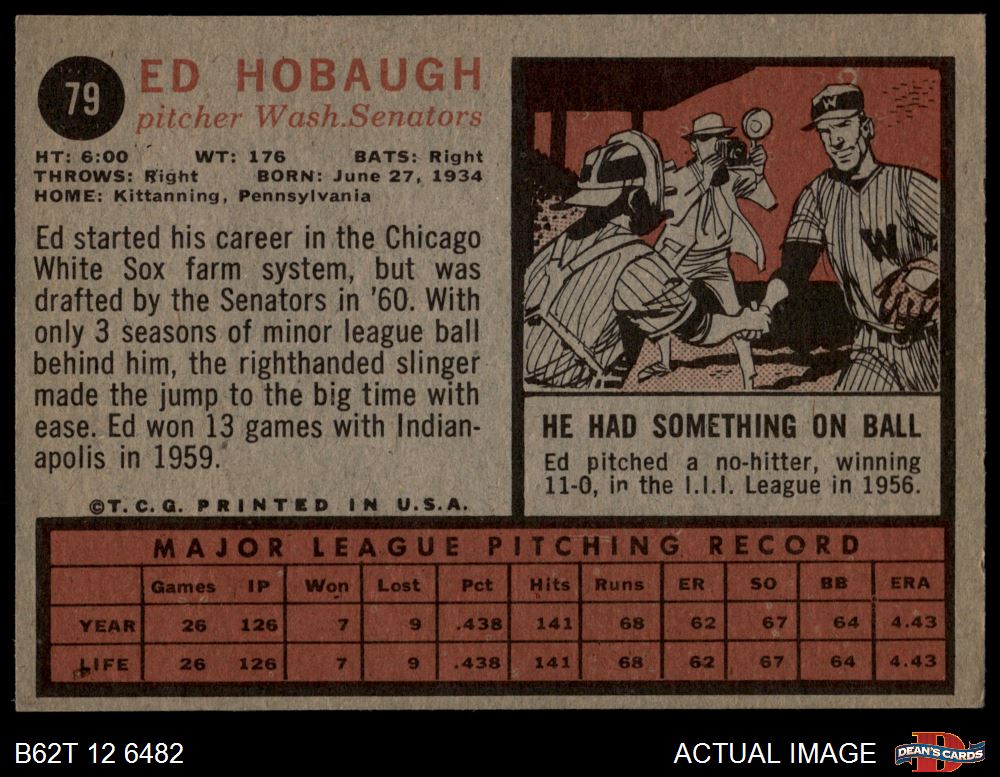 79
ED HOBAUGH
pitcher Wash.Senators
HT: 6:00 WT: 176 BATS: Right
THROWS: Right BORN: June 27, 1934
HOME: Kittanning, Pennsylvania
Ed started his career in the Chicago
White Sox farm system, but was
drafted by the Senators in '60. With
only 3 seasons of minor league ball
behind him, the righthanded slinger
made the jump to the big time with
ease. Ed won 13 games with Indian-
apolis in 1959.
©T.C.G. PRINTED IN U.S.A.
W
W
HE HAD SOMETHING ON BALL
Ed pitched a no-hitter, winning
11-0, in the I.I.I. League in 1956.
MAJOR LEAGUE PITCHING RECORD
Games IP Won Lost Pct Hits Runs ER SO BB ERA
YEAR 26 126 7 9 .438 141 68 62 67 64 4.43
LIFE 26 126 7 9 .438 141 68 62 67 64 4.43
B62T 12 6482
ACTUAL IMAGE
D
DEAN'S CARDS